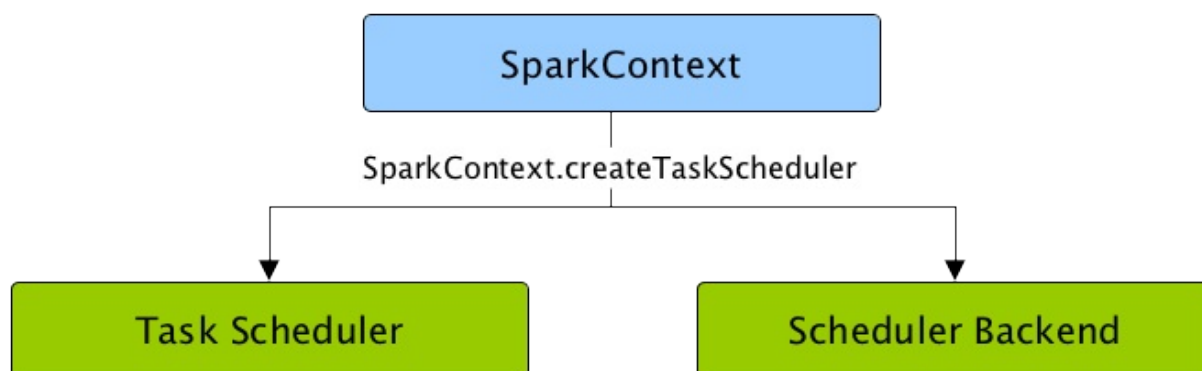 SparkContext
SparkContext.createTaskScheduler
Task Scheduler
Scheduler Backend